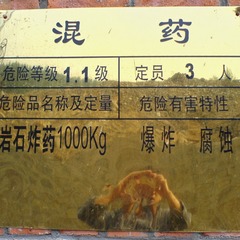 混 药
危险等级 1.1级 定员 3 人
危险品名称及定量 危险有害特性
岩石炸药1000Kg 爆炸 腐蚀